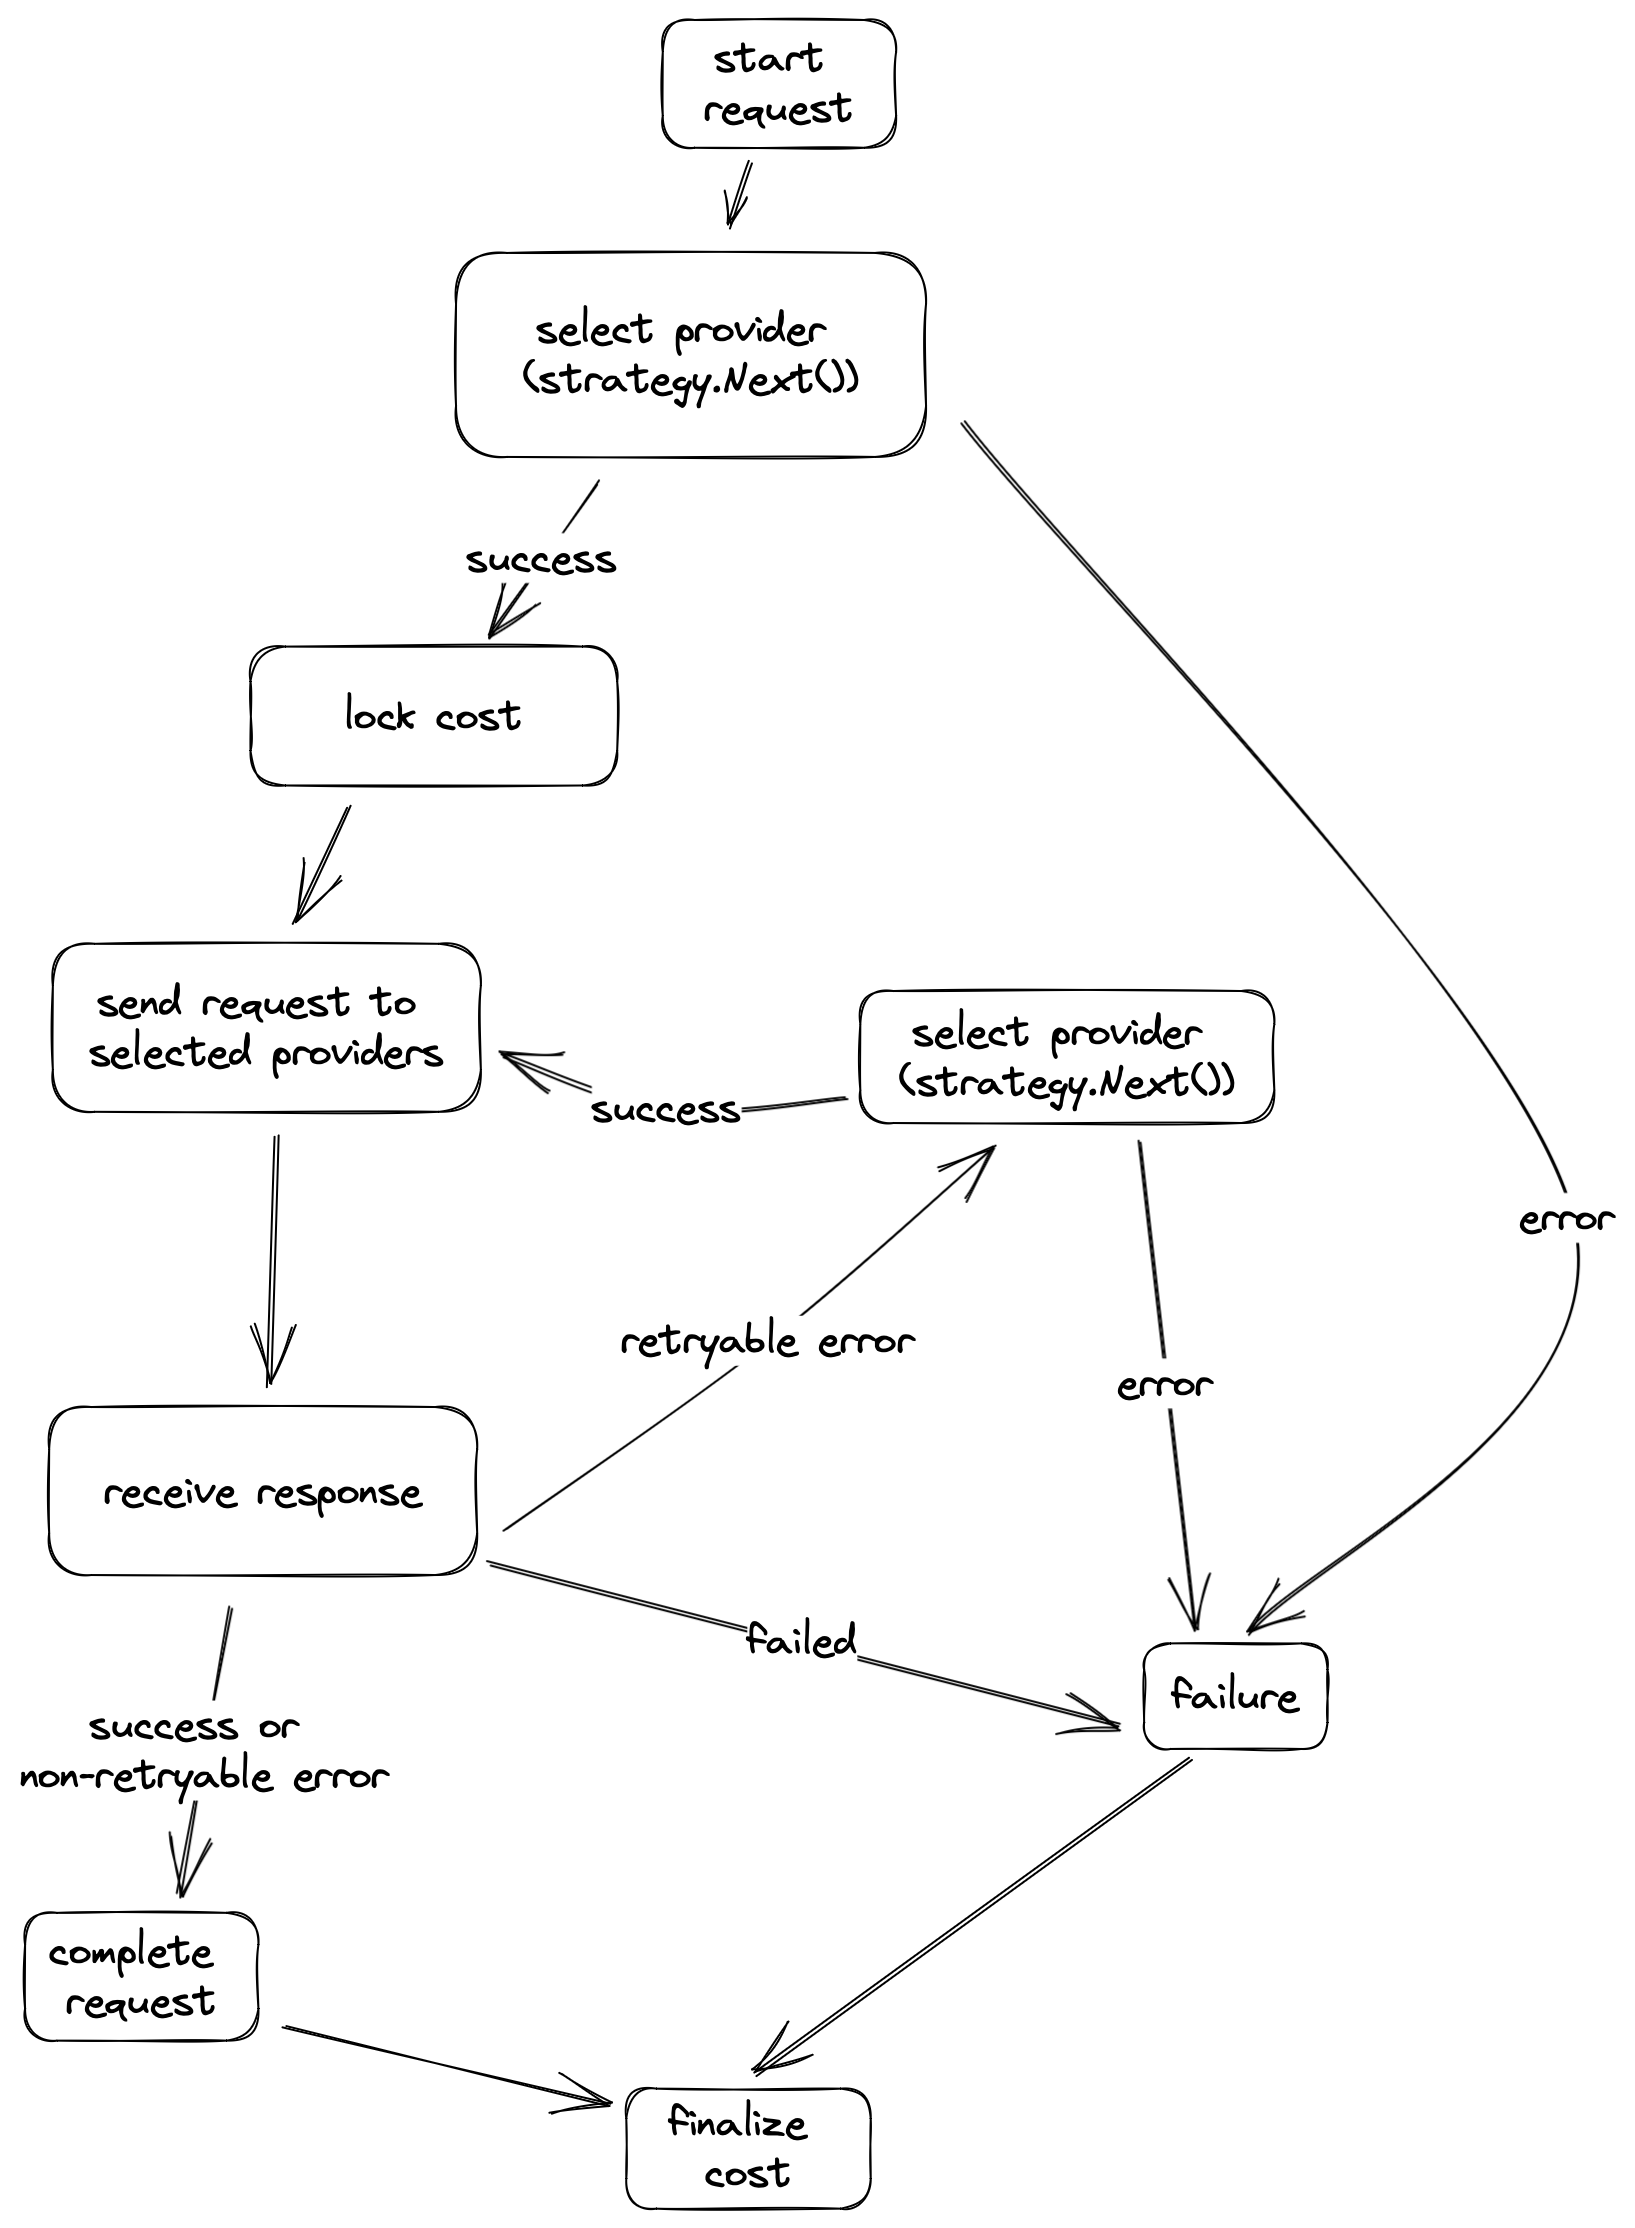 start
request
select provider
(strategy.Next())
success
lock cost
send request to
selected providers
select provider
(strategy.Next())
success
error
retryable error
error
receive response
failed
failure
success or
non-retryable error
complete
request
finalize
cost